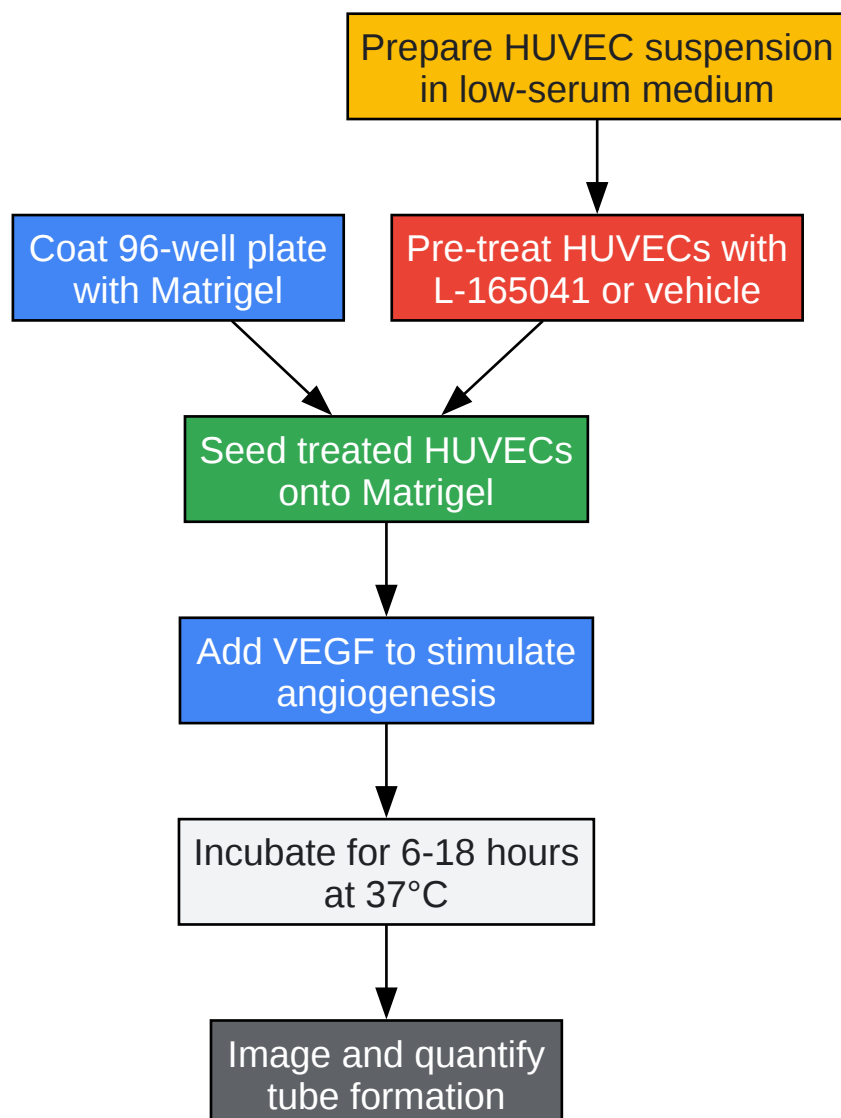 Prepare HUVEC suspension
in low-serum medium
Coat 96-well plate
with Matrigel
Pre-treat HUVECs with
L-165041 or vehicle
Seed treated HUVECs
onto Matrigel
Add VEGF to stimulate
angiogenesis
Incubate for 6-18 hours
at 37°C
Image and quantify
tube formation